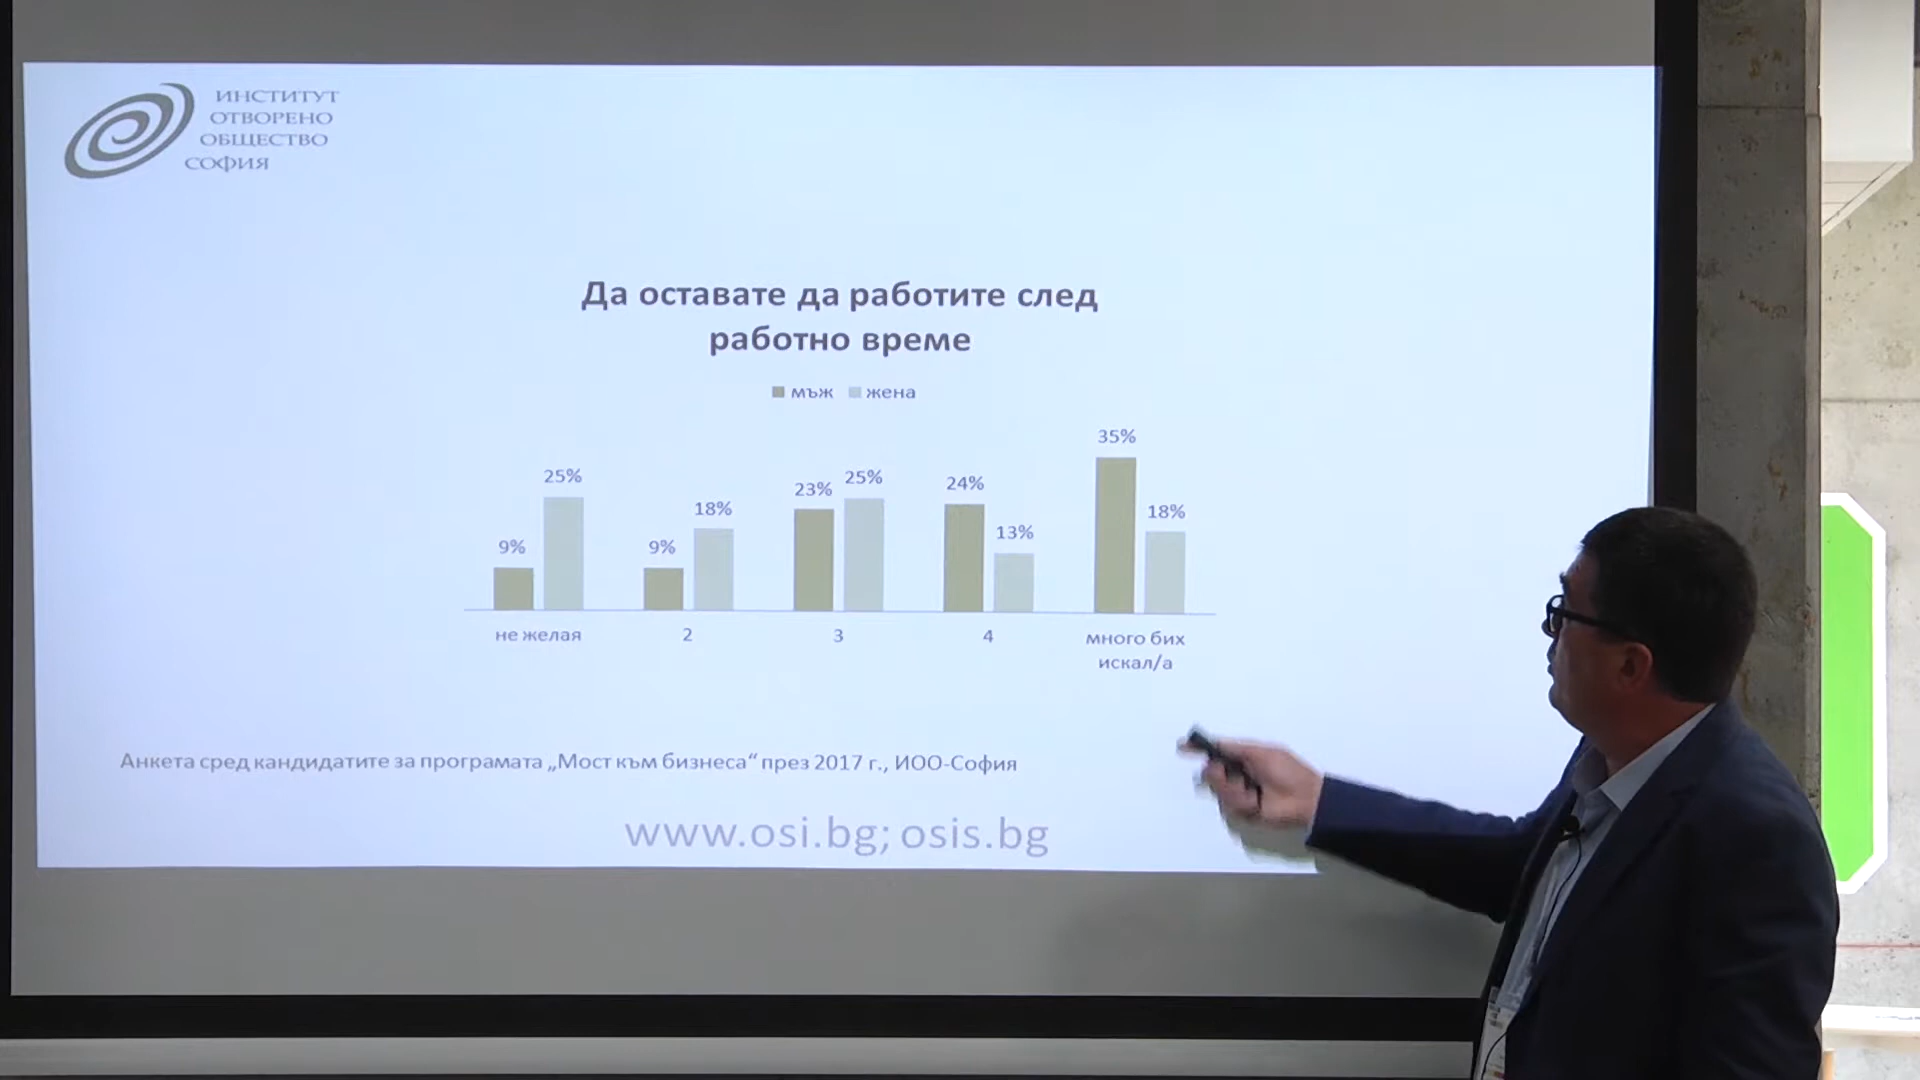 ИНСТИТУТ
ОТВОРЕНО
ОБЩЕСТВО
СОФИЯ
Да оставате да работите след
работно време
мъж жена
9% 25% 9% 18% 23% 25% 24% 13% 35% 18%
не желая 2 3 4 много бих
искал/а
Анкета сред кандидатите за програмата „Мост към бизнеса“ през 2017 г., ИОО-София
www.osi.bg; osis.bg